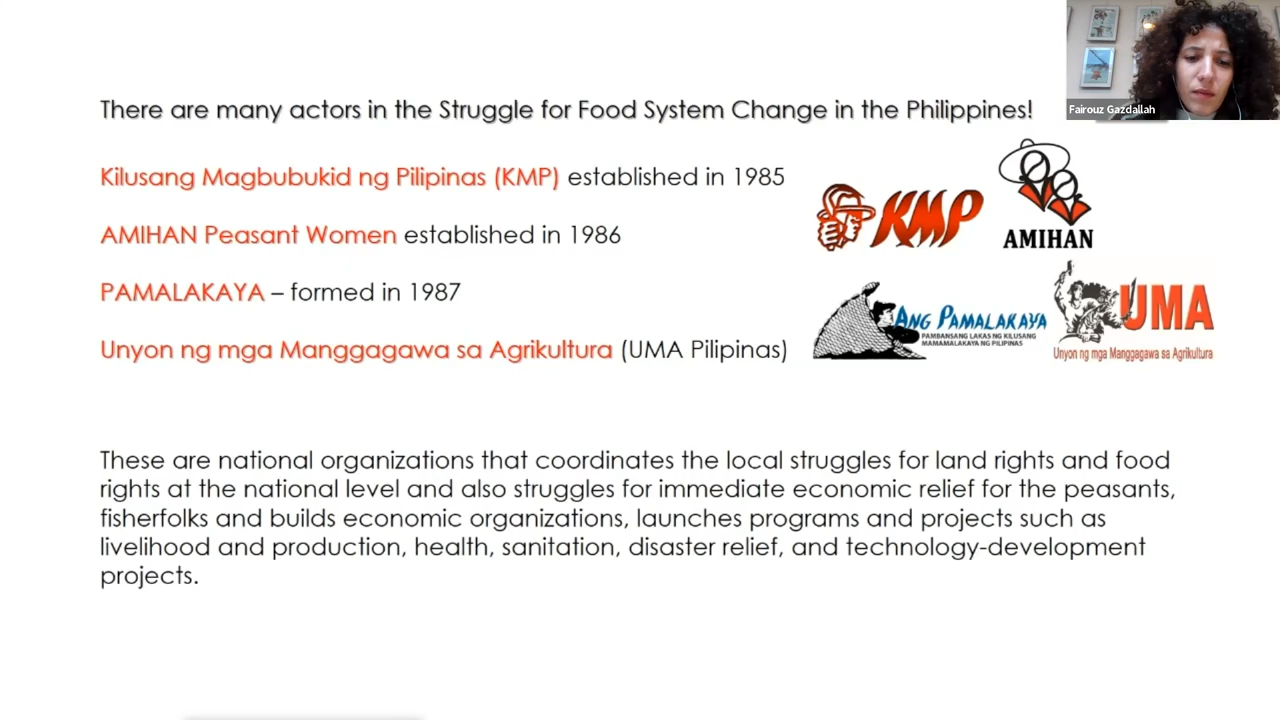 Fairouz Gazdallah
There are many actors in the Struggle for Food System Change in the Philippines!
Kilusang Magbubukid ng Pilipinas (KMP) established in 1985
AMIHAN Peasant Women established in 1986
PAMALAKAYA – formed in 1987
Unyon ng mga Manggagawa sa Agrikultura (UMA Pilipinas)
KMP
AMIHAN
ANG PAMALAKAYA
PAMBANSANG LAKAS NG KILUSANG
MAMAMALAKAYA NG PILIPINAS
UMA
Unyon ng mga Manggagawa sa Agrikultura
These are national organizations that coordinates the local struggles for land rights and food
rights at the national level and also struggles for immediate economic relief for the peasants,
fisherfolks and builds economic organizations, launches programs and projects such as
livelihood and production, health, sanitation, disaster relief, and technology-development
projects.